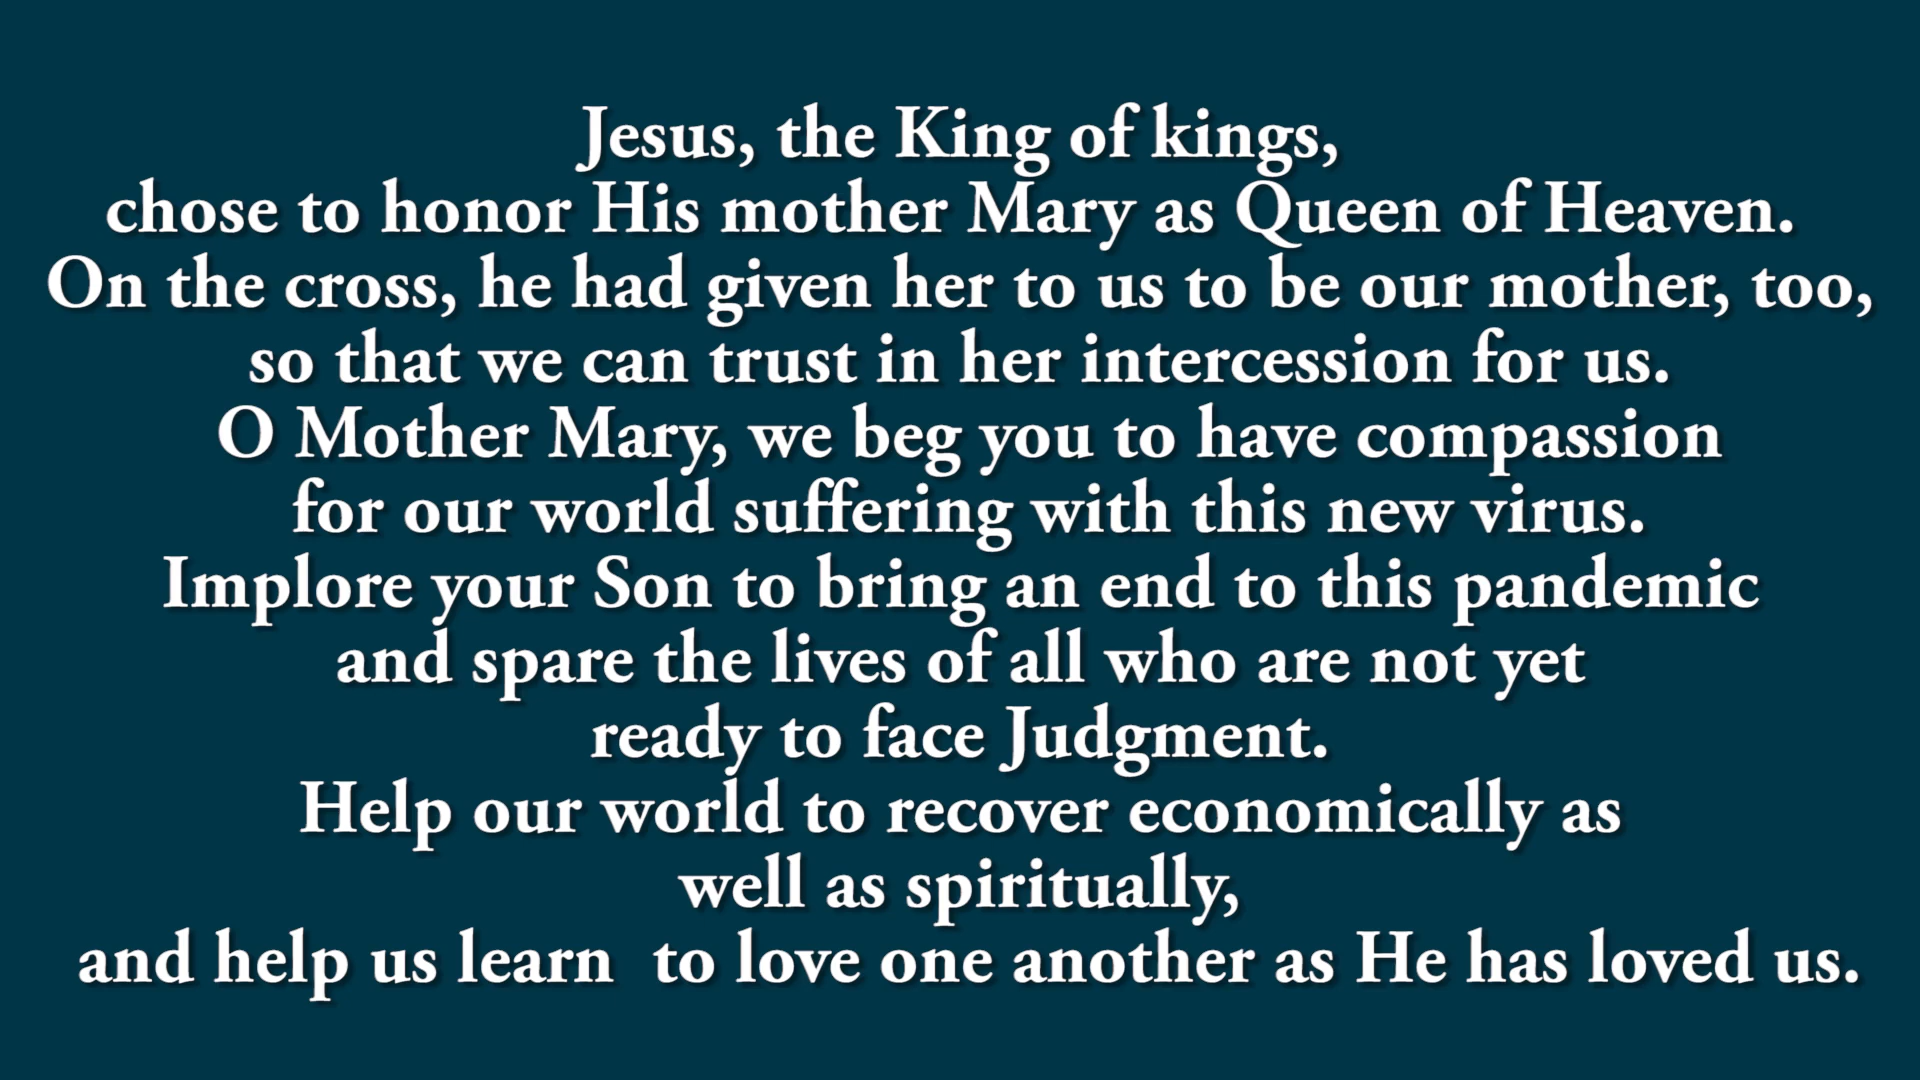 Jesus, the King of kings,
chose to honor His mother Mary as Queen of Heaven.
On the cross, he had given her to us to be our mother, too,
so that we can trust in her intercession for us.
O Mother Mary, we beg you to have compassion
for our world suffering with this new virus.
Implore your Son to bring an end to this pandemic
and spare the lives of all who are not yet
ready to face Judgment.
Help our world to recover economically as
well as spiritually,
and help us learn  to love one another as He has loved us.